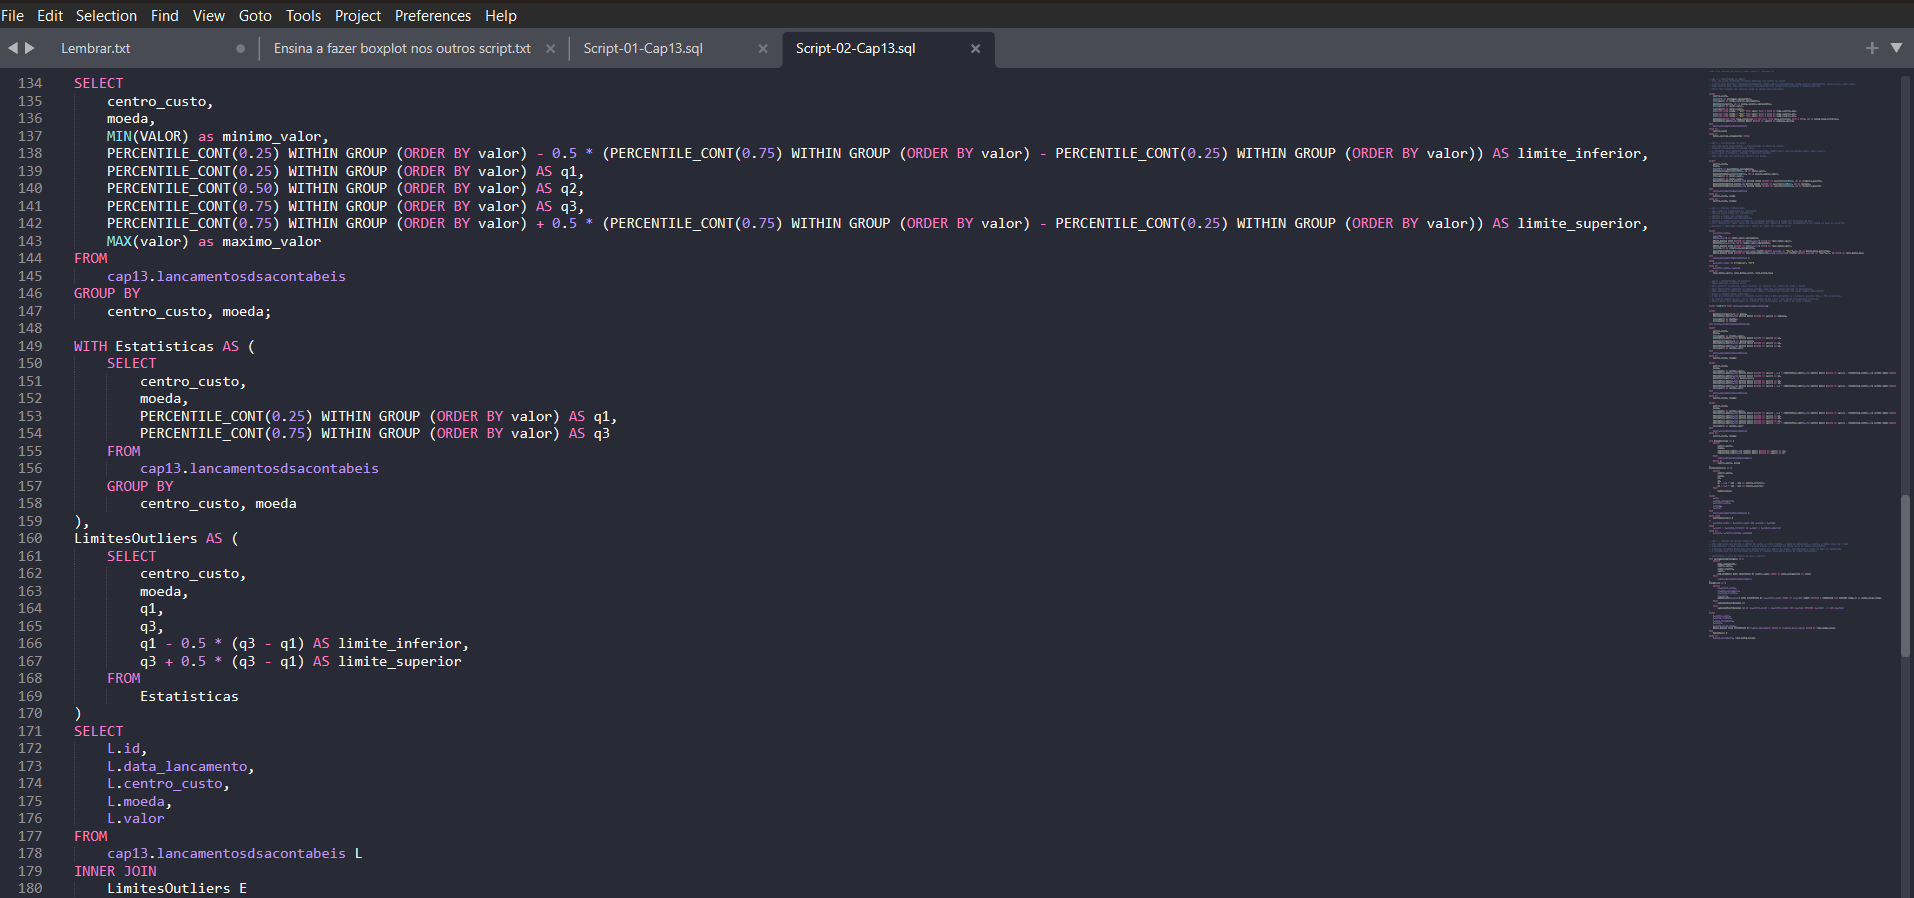 File Edit Selection Find View Goto Tools Project Preferences Help
Lembrar.txt Ensina a fazer boxplot nos outros script.txt Script-01-Cap13.sql Script-02-Cap13.sql
134 SELECT
135 centro_custo,
136 moeda,
137 MIN(VALOR) as minimo_valor,
138 PERCENTILE_CONT(0.25) WITHIN GROUP (ORDER BY valor) - 0.5 * (PERCENTILE_CONT(0.75) WITHIN GROUP (ORDER BY valor) - PERCENTILE_CONT(0.25) WITHIN GROUP (ORDER BY valor)) AS limite_inferior,
139 PERCENTILE_CONT(0.25) WITHIN GROUP (ORDER BY valor) AS q1,
140 PERCENTILE_CONT(0.50) WITHIN GROUP (ORDER BY valor) AS q2,
141 PERCENTILE_CONT(0.75) WITHIN GROUP (ORDER BY valor) AS q3,
142 PERCENTILE_CONT(0.75) WITHIN GROUP (ORDER BY valor) + 0.5 * (PERCENTILE_CONT(0.75) WITHIN GROUP (ORDER BY valor) - PERCENTILE_CONT(0.25) WITHIN GROUP (ORDER BY valor)) AS limite_superior,
143 MAX(valor) as maximo_valor
144 FROM
145 cap13.lancamentosdsacontabeis
146 GROUP BY
147 centro_custo, moeda;
148
149 WITH Estatisticas AS (
150 SELECT
151 centro_custo,
152 moeda,
153 PERCENTILE_CONT(0.25) WITHIN GROUP (ORDER BY valor) AS q1,
154 PERCENTILE_CONT(0.75) WITHIN GROUP (ORDER BY valor) AS q3
155 FROM
156 cap13.lancamentosdsacontabeis
157 GROUP BY
158 centro_custo, moeda
159 ),
160 LimitesOutliers AS (
161 SELECT
162 centro_custo,
163 moeda,
164 q1,
165 q3,
166 q1 - 0.5 * (q3 - q1) AS limite_inferior,
167 q3 + 0.5 * (q3 - q1) AS limite_superior
168 FROM
169 Estatisticas
170 )
171 SELECT
172 L.id,
173 L.data_lancamento,
174 L.centro_custo,
175 L.moeda,
176 L.valor
177 FROM
178 cap13.lancamentosdsacontabeis L
179 INNER JOIN
180 LimitesOutliers E